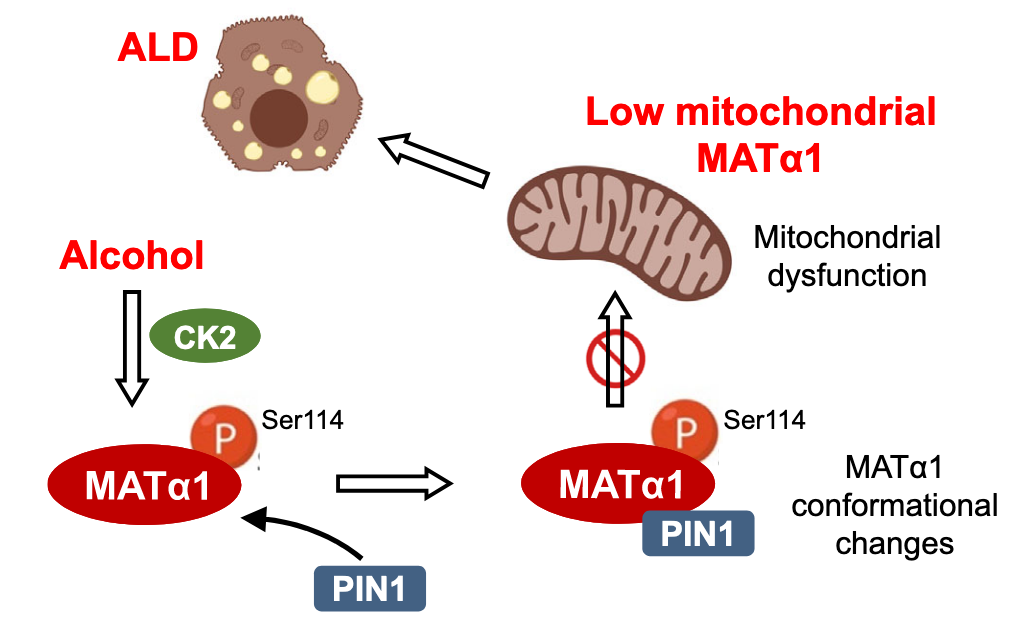 ALD
Low mitochondrial
MATα1
Mitochondrial
dysfunction
Alcohol
CK2
P
Ser114
MATα1
PIN1
P
Ser114
MATα1
PIN1
MATα1
conformational
changes